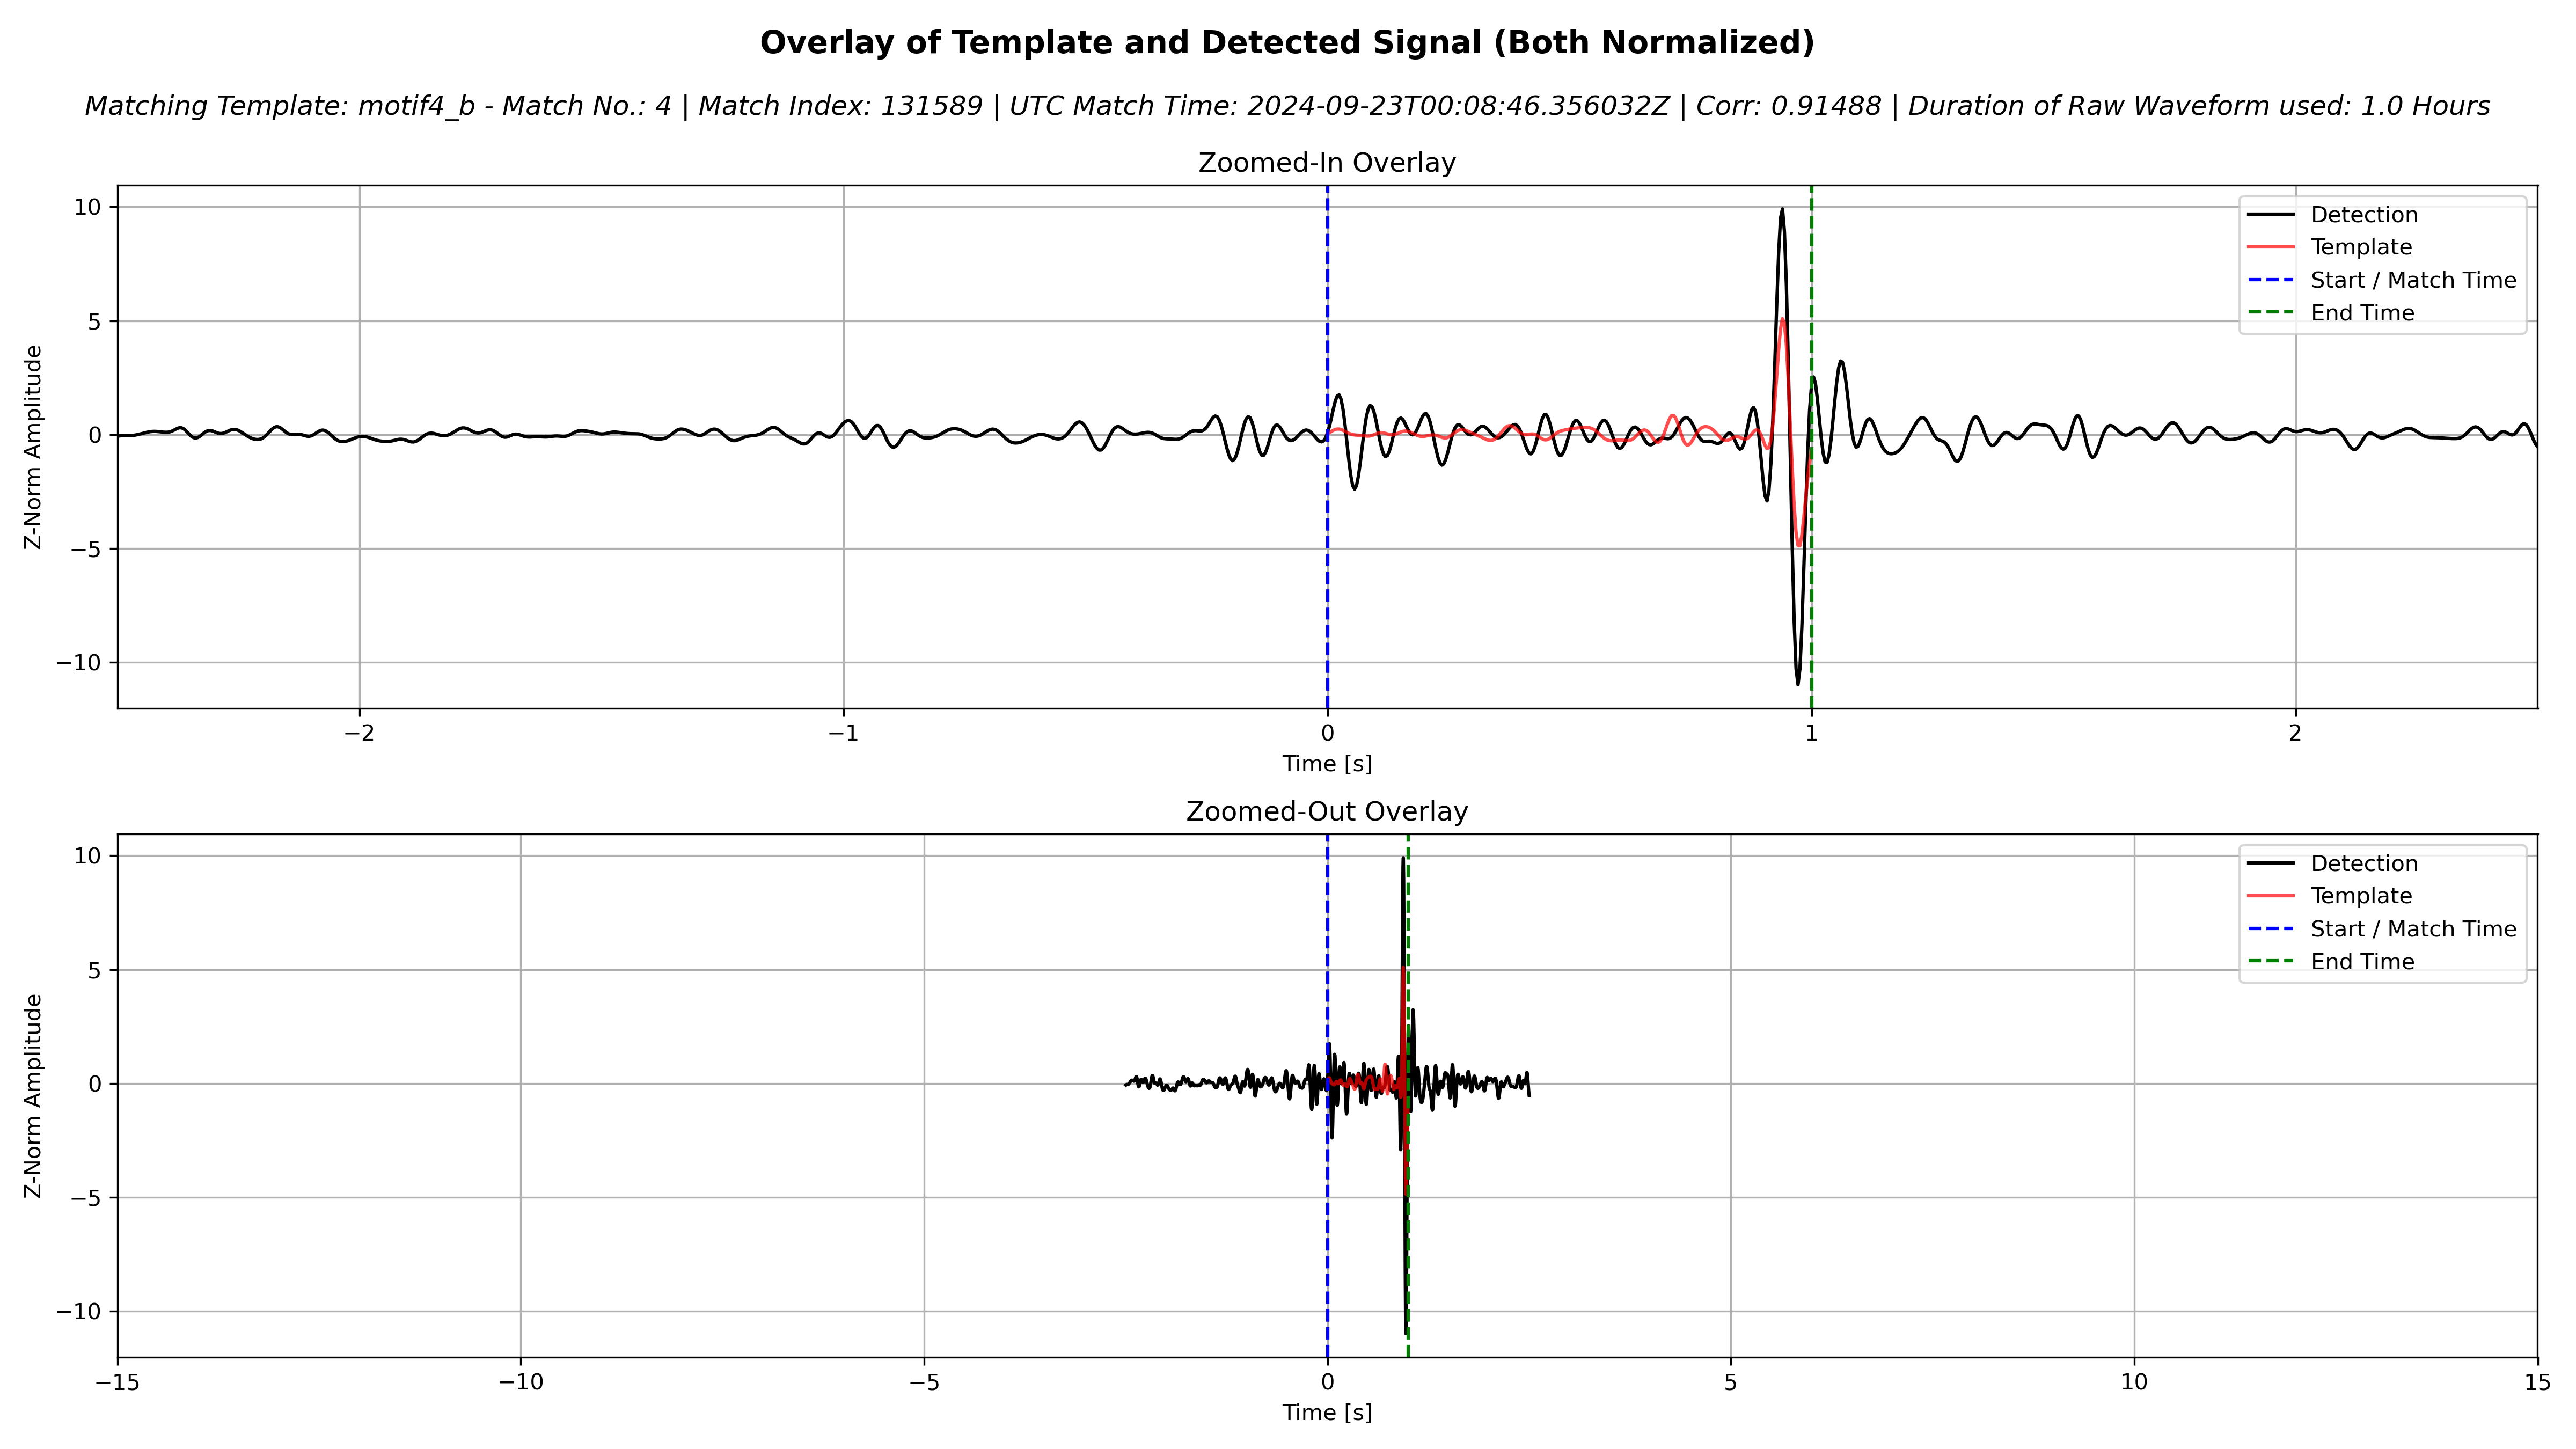 Overlay of Template and Detected Signal (Both Normalized)
Matching Template: motif4_b - Match No.: 4 | Match Index: 131589 | UTC Match Time: 2024-09-23T00:08:46.356032Z | Corr: 0.91488 | Duration of Raw Waveform used: 1.0 Hours
Zoomed-In Overlay
Z-Norm Amplitude
10
5
0
−5
−10
Detection
Template
Start / Match Time
End Time
−2
−1
0
1
2
Time [s]
Zoomed-Out Overlay
Z-Norm Amplitude
10
5
0
−5
−10
Detection
Template
Start / Match Time
End Time
−15
−10
−5
0
5
10
15
Time [s]